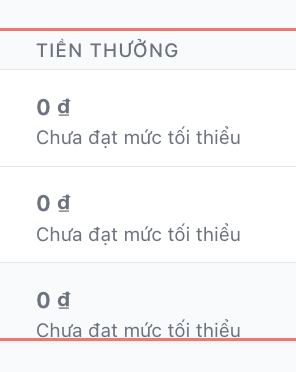 TIỀN THƯỞNG
0 ₫
Chưa đạt mức tối thiểu
0 ₫
Chưa đạt mức tối thiểu
0 ₫
Chưa đạt mức tối thiểu